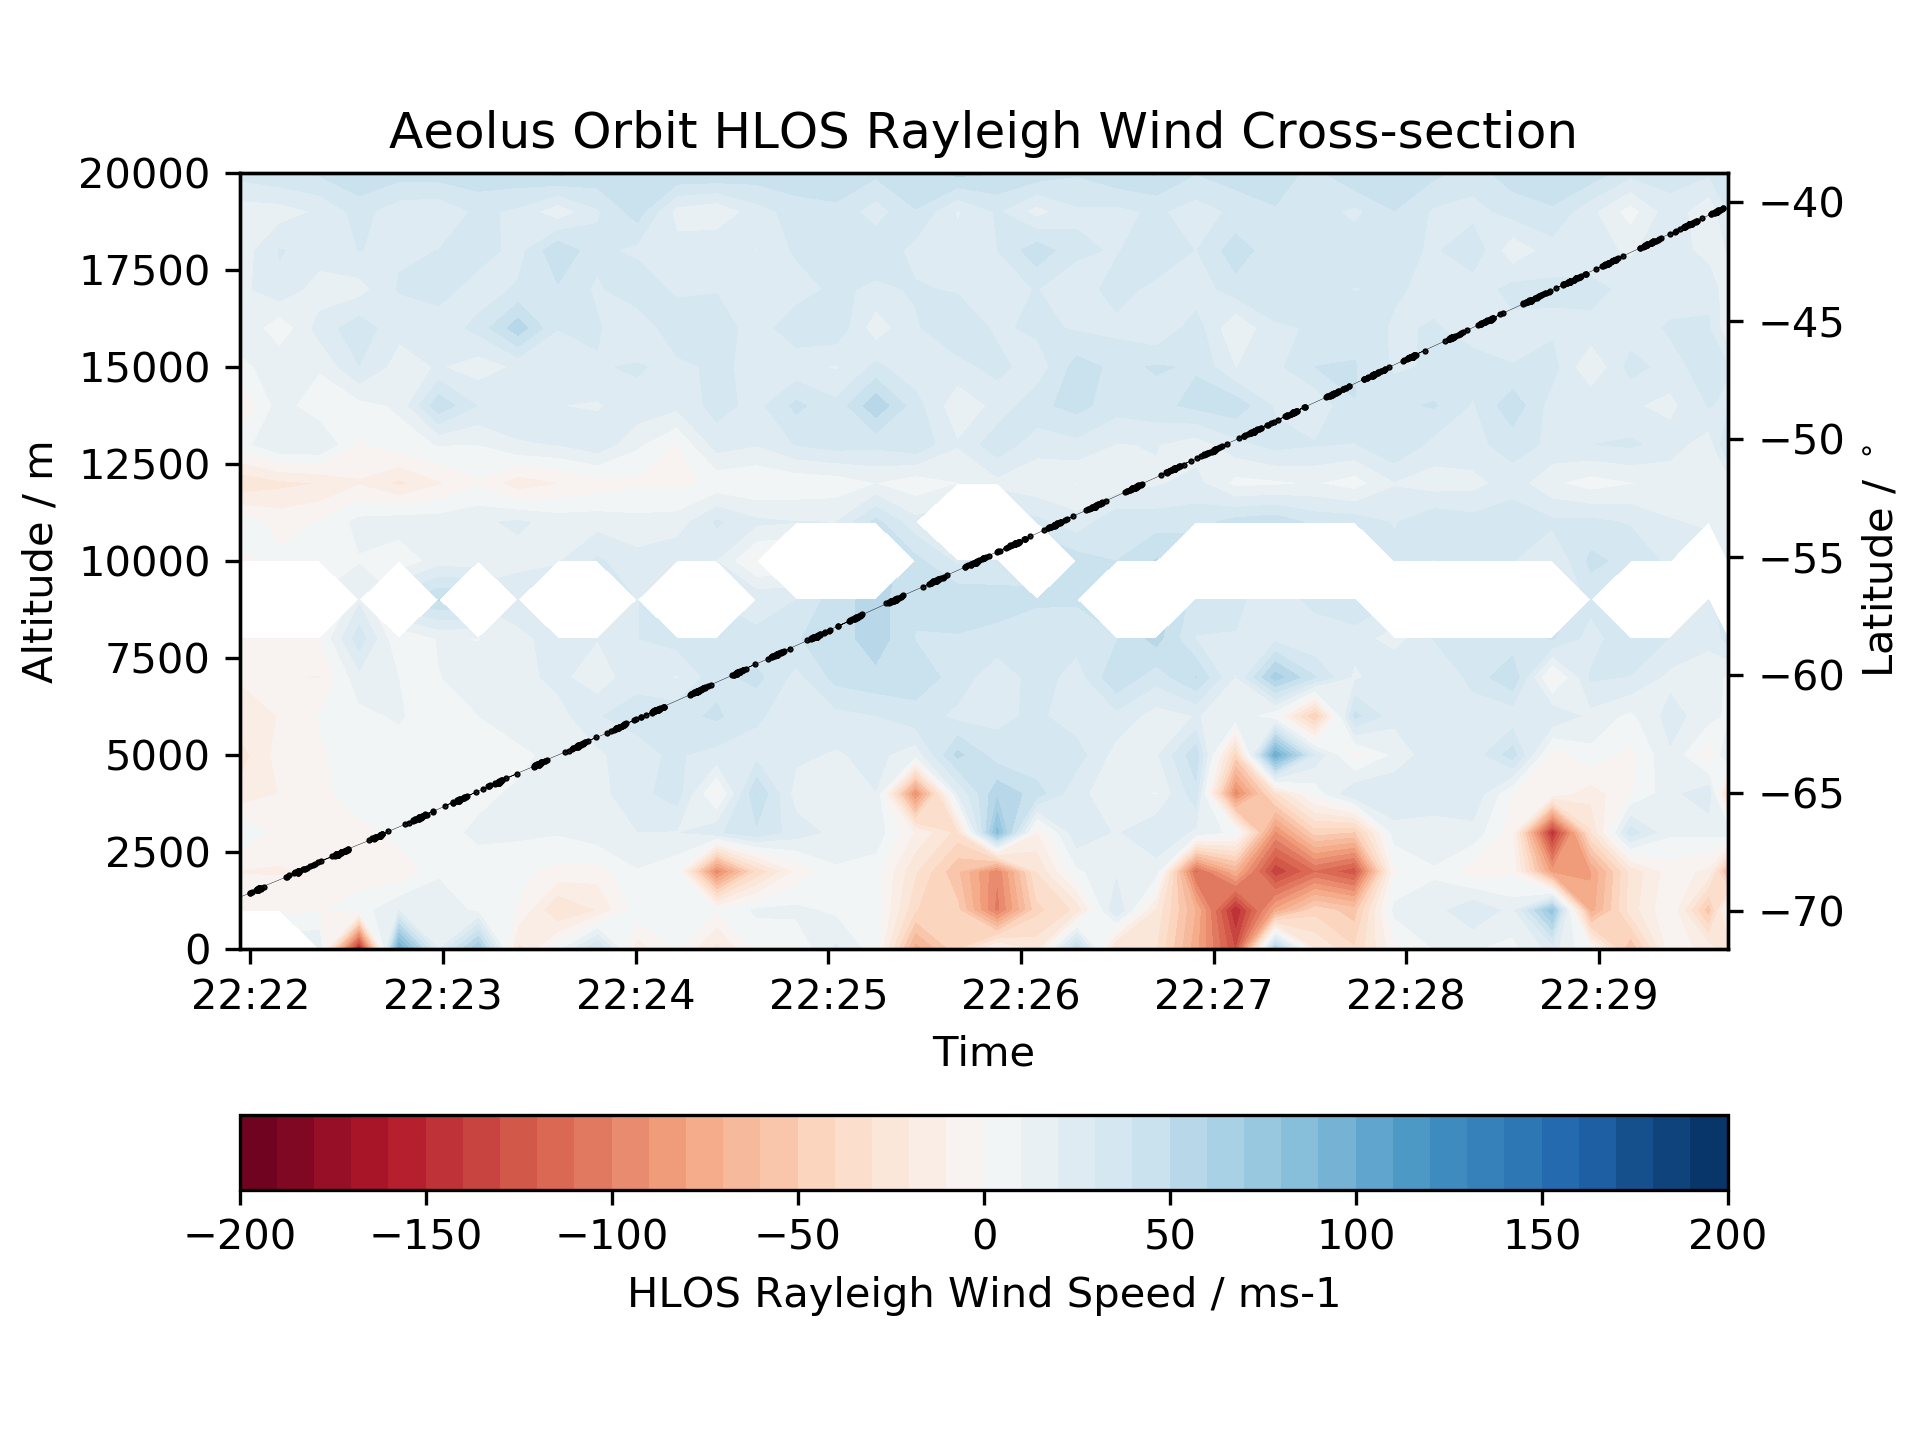 Aeolus Orbit HLOS Rayleigh Wind Cross-section
20000
17500
15000
12500
10000
7500
5000
2500
0
Altitude / m
−40
−45
−50
−55
−60
−65
−70
Latitude / °
22:22 22:23 22:24 22:25 22:26 22:27 22:28 22:29
Time
−200 −150 −100 −50 0 50 100 150 200
HLOS Rayleigh Wind Speed / ms-1